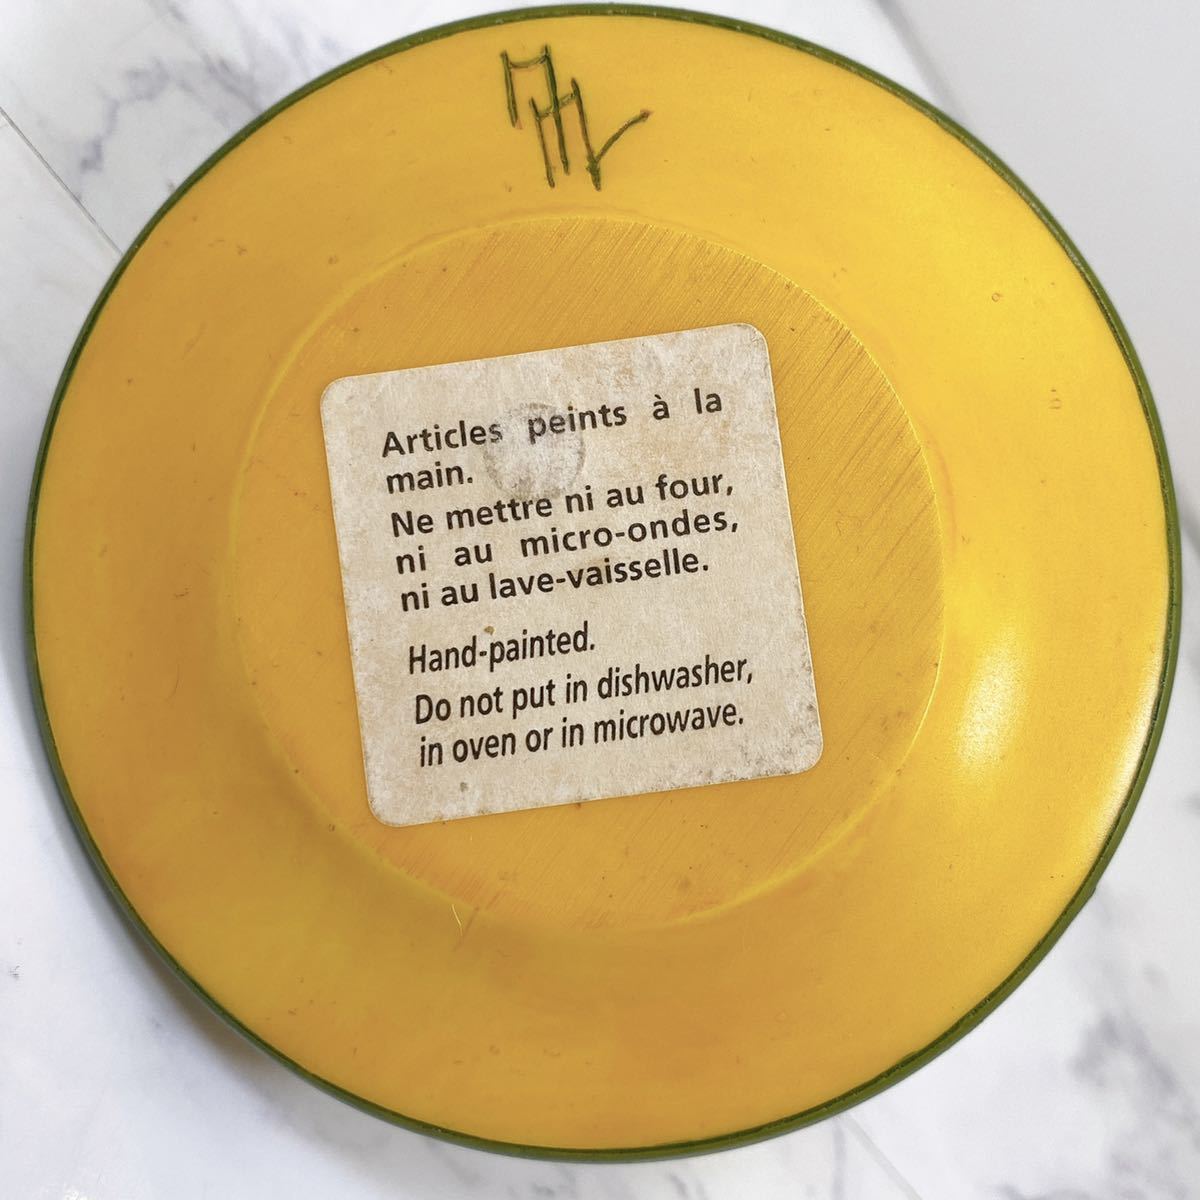 Articles peints à la
main.
Ne mettre ni au four,
ni au micro-ondes,
ni au lave-vaisselle.
Hand-painted.
Do not put in dishwasher,
in oven or in microwave.